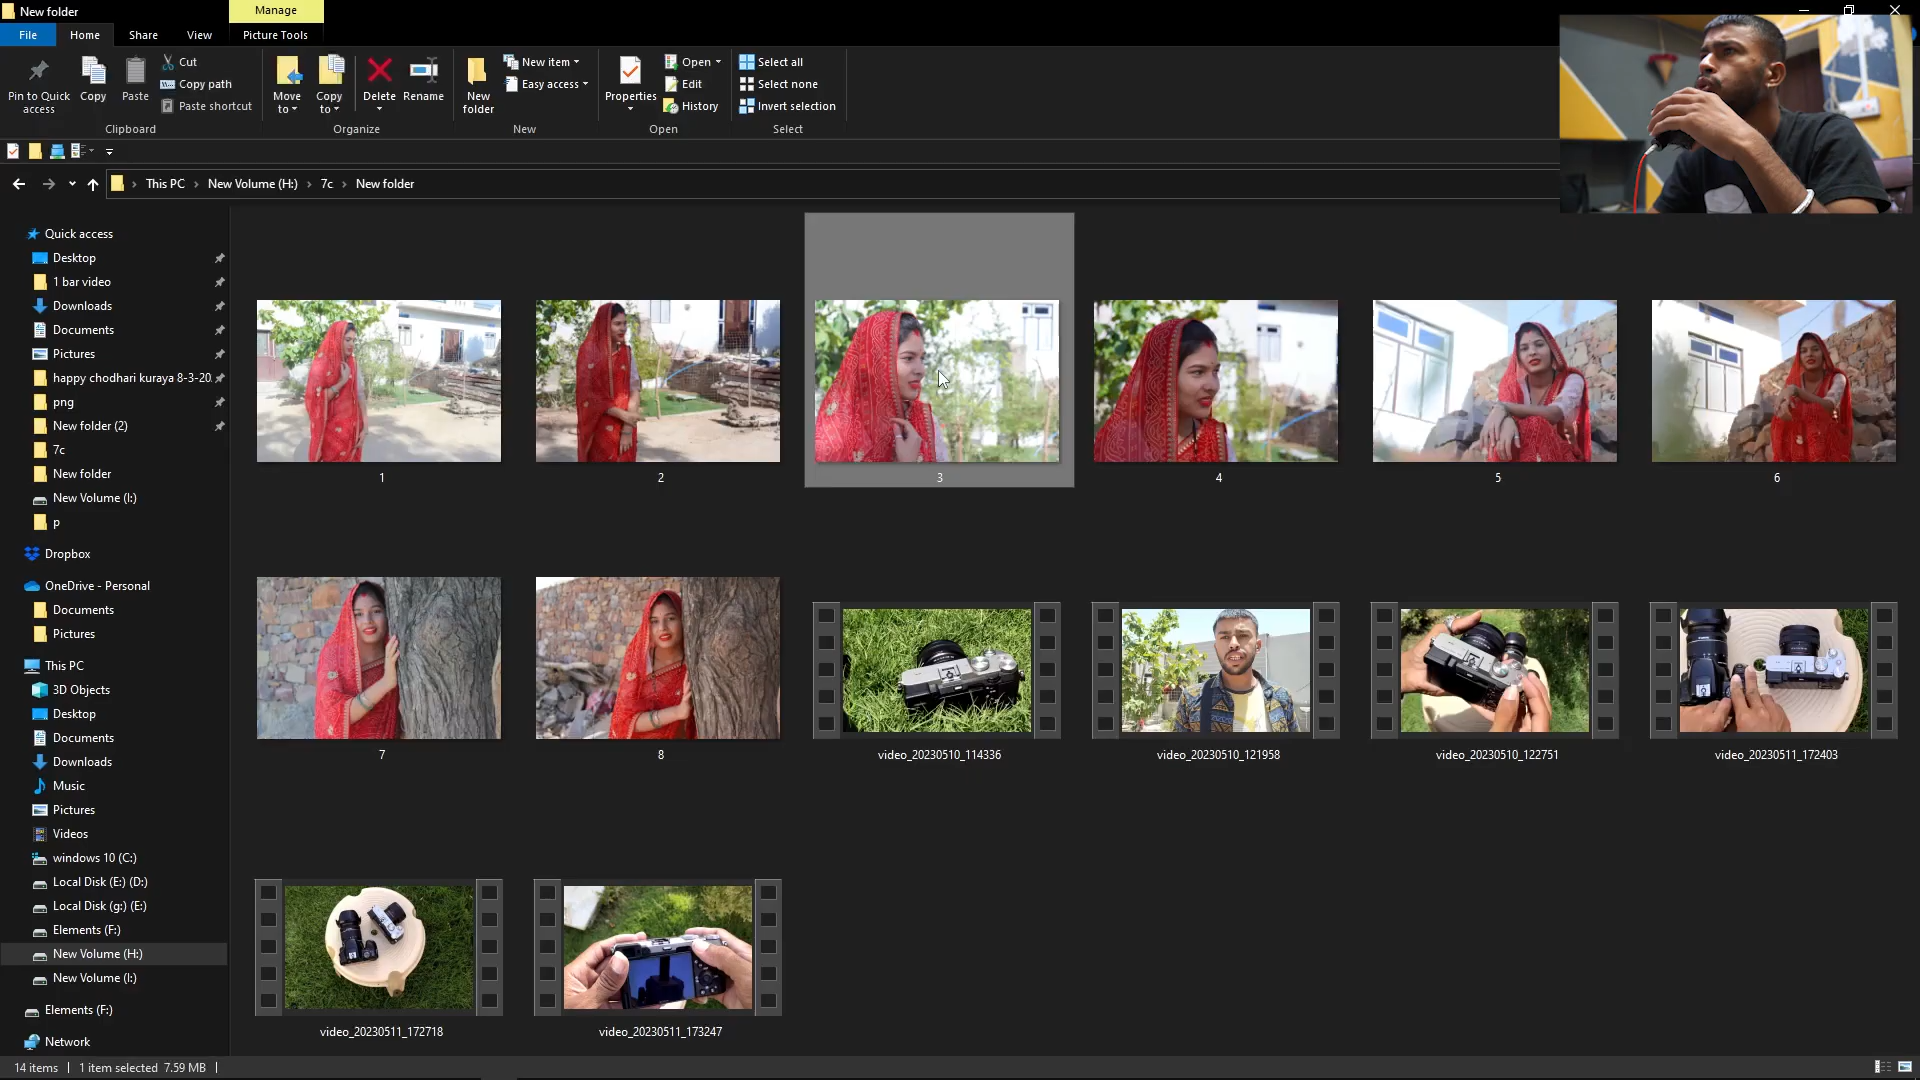 New folder
Manage
File
Home
Share
View
Picture Tools
Pin to Quick access
Copy
Paste
Cut
Copy path
Paste shortcut
Clipboard
Move to
Copy to
Delete
Rename
Organize
New folder
New item
Easy access
New
Properties
Open
Edit
History
Open
Select all
Select none
Invert selection
Select
This PC > New Volume (H:) > 7c > New folder
Quick access
Desktop
1 bar video
Downloads
Documents
Pictures
happy chodhari kuraya 8-3-20
png
New folder (2)
7c
New folder
New Volume (I:)
p
Dropbox
OneDrive - Personal
Documents
Pictures
This PC
3D Objects
Desktop
Documents
Downloads
Music
Pictures
Videos
windows 10 (C:)
Local Disk (E:) (D:)
Local Disk (g:) (E:)
Elements (F:)
New Volume (H:)
New Volume (I:)
Elements (F:)
Network
1
2
3
4
5
6
7
8
video_20230510_114336
video_20230510_121958
video_20230510_122751
video_20230511_172403
video_20230511_172718
video_20230511_173247
14 items
1 item selected 7.59 MB